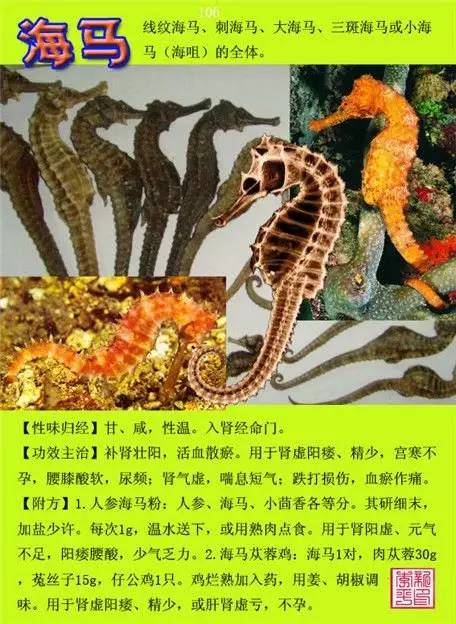 106
海马
线纹海马、刺海马、大海马、三斑海马或小海
马（海咀）的全体。
【性味归经】甘、咸，性温。入肾经命门。
【功效主治】补肾壮阳，活血散瘀。用于肾虚阳痿、精少，宫寒不
孕，腰膝酸软，尿频；肾气虚，喘息短气；跌打损伤，血瘀作痛。
【附方】1.人参海马粉：人参、海马、小茴香各等分。其研细末，
加盐少许。每次1g，温水送下，或用熟肉点食。用于肾阳虚、元气
不足，阳痿腰酸，少气乏力。2.海马苁蓉鸡：海马1对，肉苁蓉30g
，菟丝子15g，仔公鸡1只。鸡烂熟加入药，用姜、胡椒调
味。用于肾虚阳痿、精少，或肝肾虚亏，不孕。